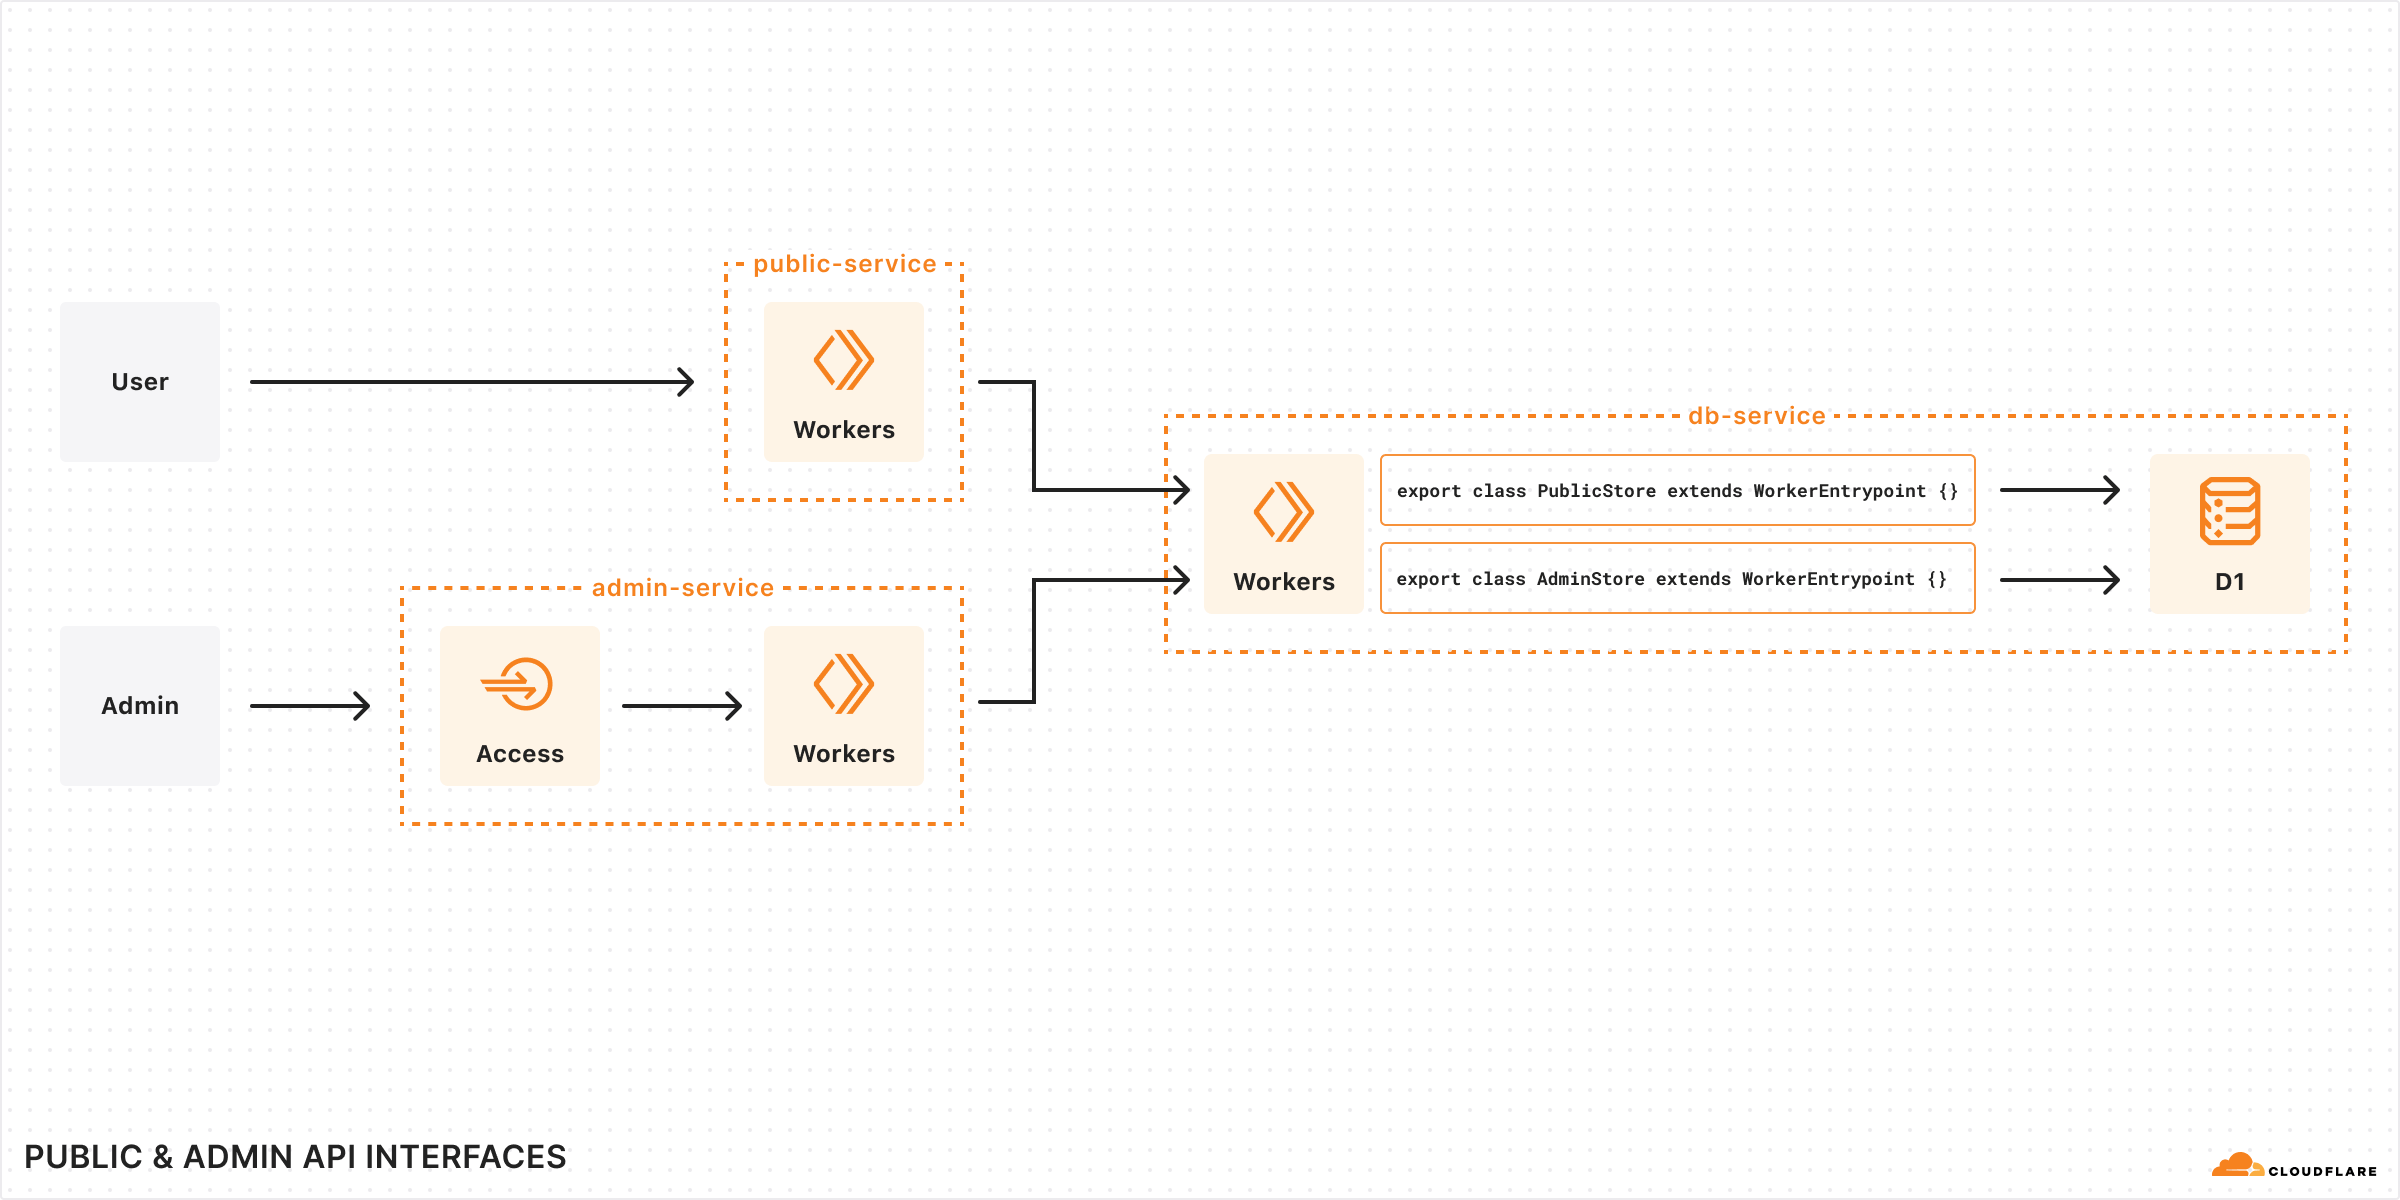 public-service
User
Workers
db-service
export class PublicStore extends WorkerEntrypoint {}
export class AdminStore extends WorkerEntrypoint {}
Workers
D1
admin-service
Admin
Access
Workers
PUBLIC & ADMIN API INTERFACES
CLOUDFLARE